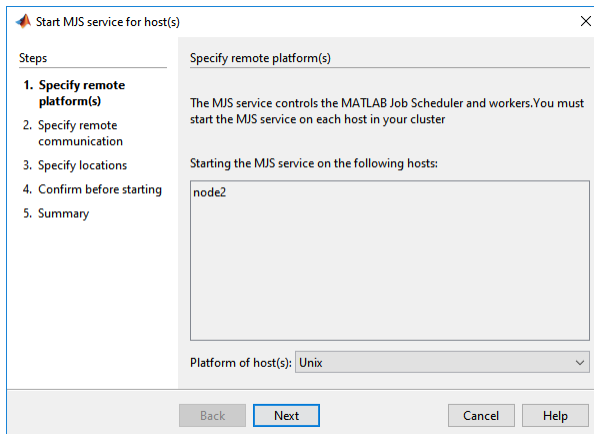 Start MJS service for host(s)
Steps
1. Specify remote
platform(s)
2. Specify remote
communication
3. Specify locations
4. Confirm before starting
5. Summary
Specify remote platform(s)
The MJS service controls the MATLAB Job Scheduler and workers.You must
start the MJS service on each host in your cluster
Starting the MJS service on the following hosts:
node2
Platform of host(s): Unix
Back Next Cancel Help